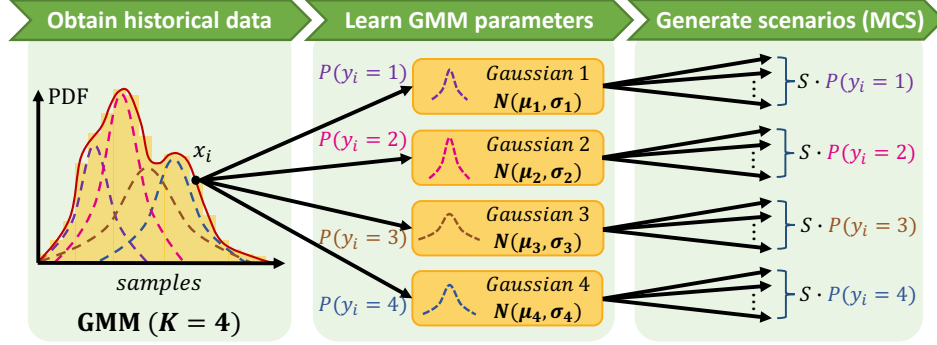 Obtain historical data
Learn GMM parameters
Generate scenarios (MCS)
PDF
x_i
samples
GMM (K = 4)
P(y_i = 1)
Gaussian 1
N(μ_1, σ_1)
S · P(y_i = 1)
P(y_i = 2)
Gaussian 2
N(μ_2, σ_2)
S · P(y_i = 2)
P(y_i = 3)
Gaussian 3
N(μ_3, σ_3)
S · P(y_i = 3)
P(y_i = 4)
Gaussian 4
N(μ_4, σ_4)
S · P(y_i = 4)